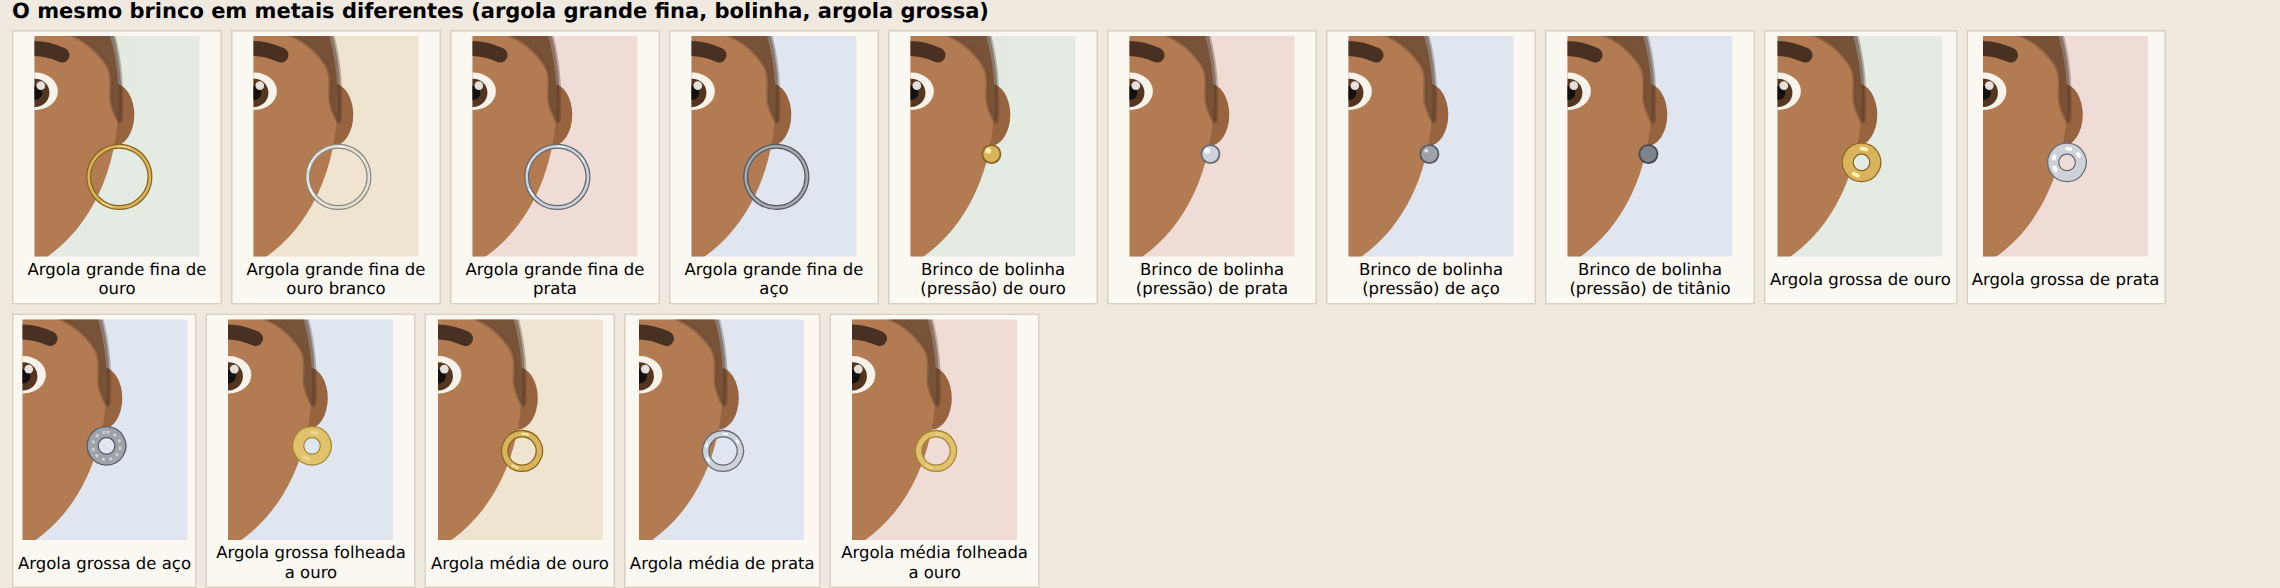 O mesmo brinco em metais diferentes (argola grande fina, bolinha, argola grossa)
Argola grande fina de
ouro
Argola grande fina de
ouro branco
Argola grande fina de
prata
Argola grande fina de
aço
Brinco de bolinha
(pressão) de ouro
Brinco de bolinha
(pressão) de prata
Brinco de bolinha
(pressão) de aço
Brinco de bolinha
(pressão) de titânio
Argola grossa de ouro
Argola grossa de prata
Argola grossa de aço
Argola grossa folheada
a ouro
Argola média de ouro
Argola média de prata
Argola média folheada
a ouro